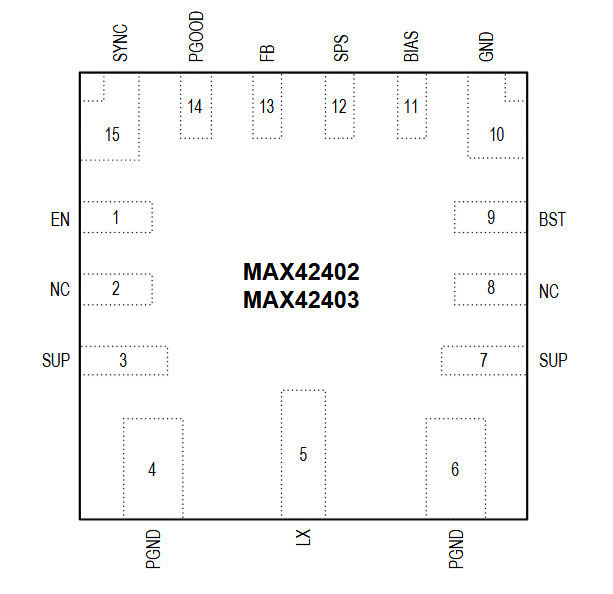 SYNC PGOOD FB SPS BIAS GND
15 14 13 12 11 10
EN 1 9 BST
MAX42402
NC 2 8 NC
MAX42403
SUP 3 7 SUP
4 5 6
PGND LX PGND